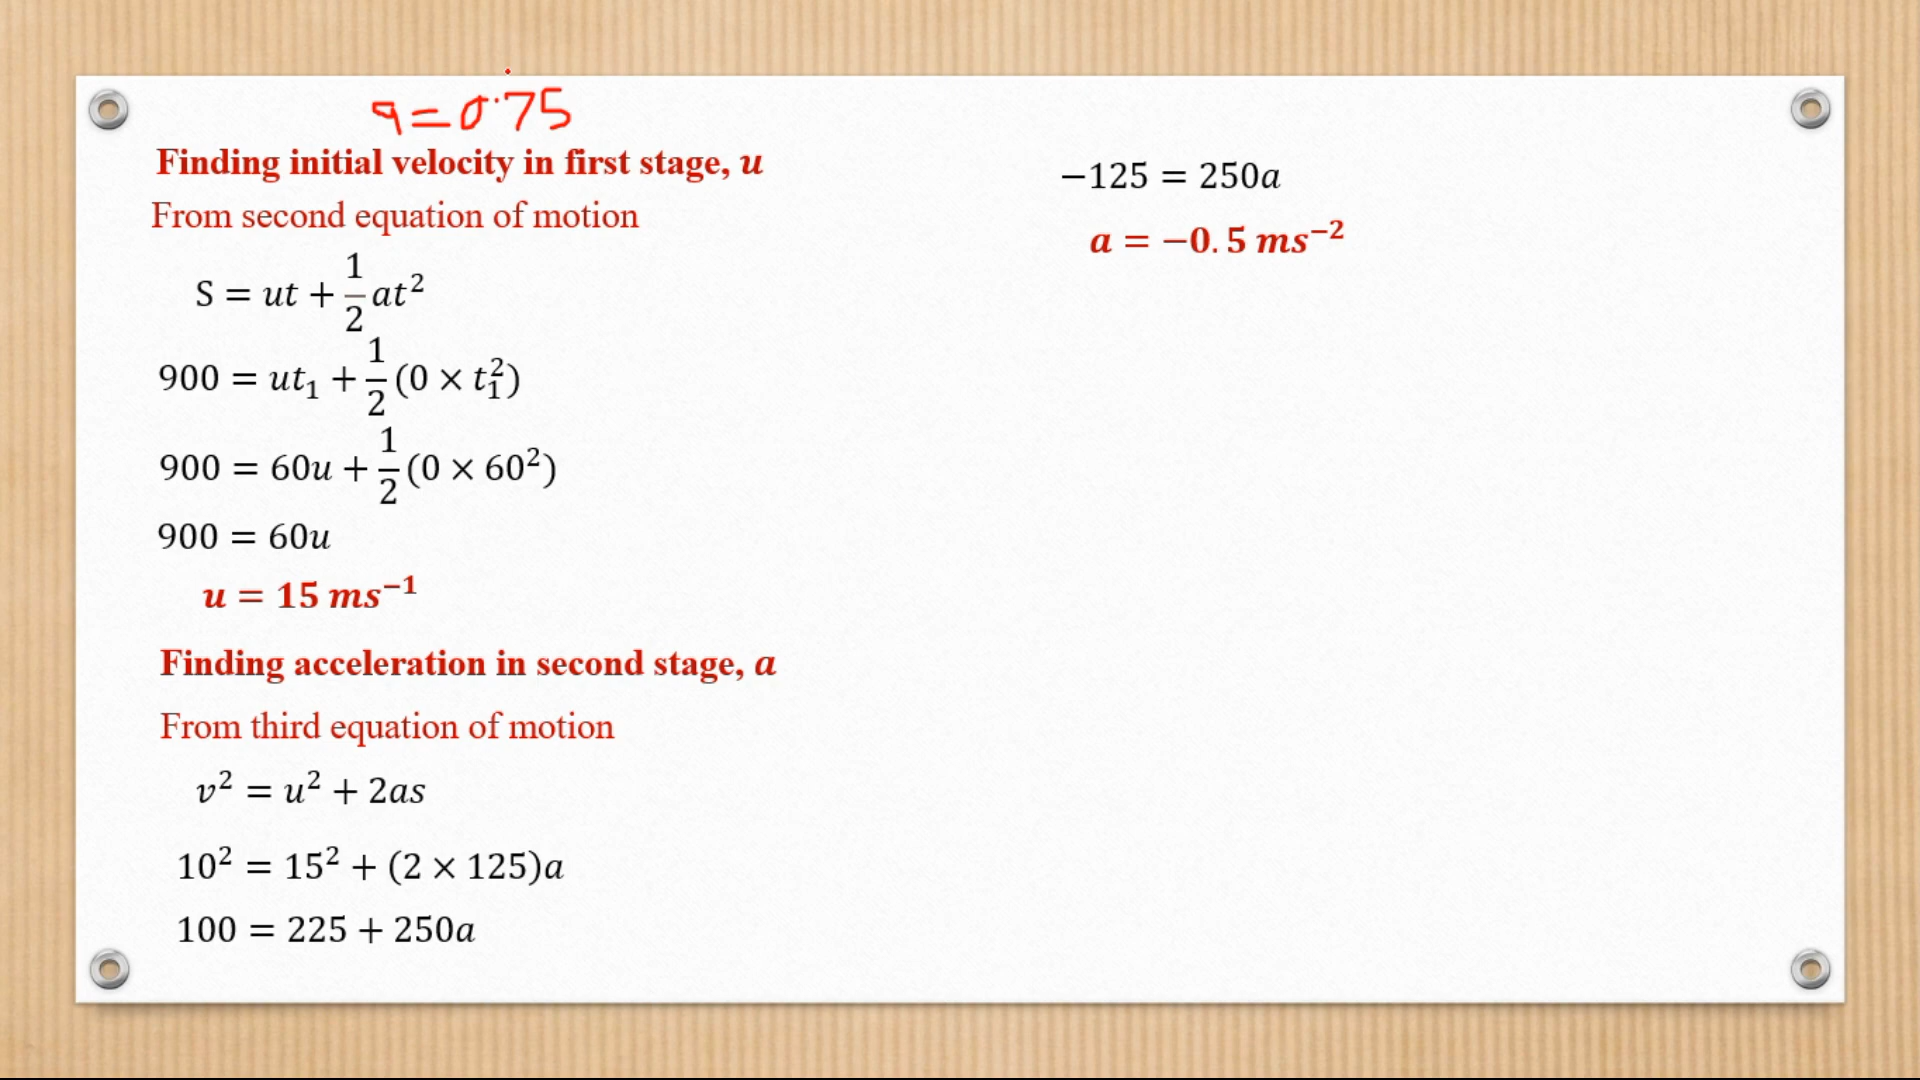 a = 0.75
Finding initial velocity in first stage, u
From second equation of motion
S = ut + 1/2 at²
900 = ut₁ + 1/2 (0 × t₁²)
900 = 60u + 1/2 (0 × 60²)
900 = 60u
u = 15 ms⁻¹
Finding acceleration in second stage, a
From third equation of motion
v² = u² + 2as
10² = 15² + (2 × 125)a
100 = 225 + 250a
−125 = 250a
a = −0.5 ms⁻²